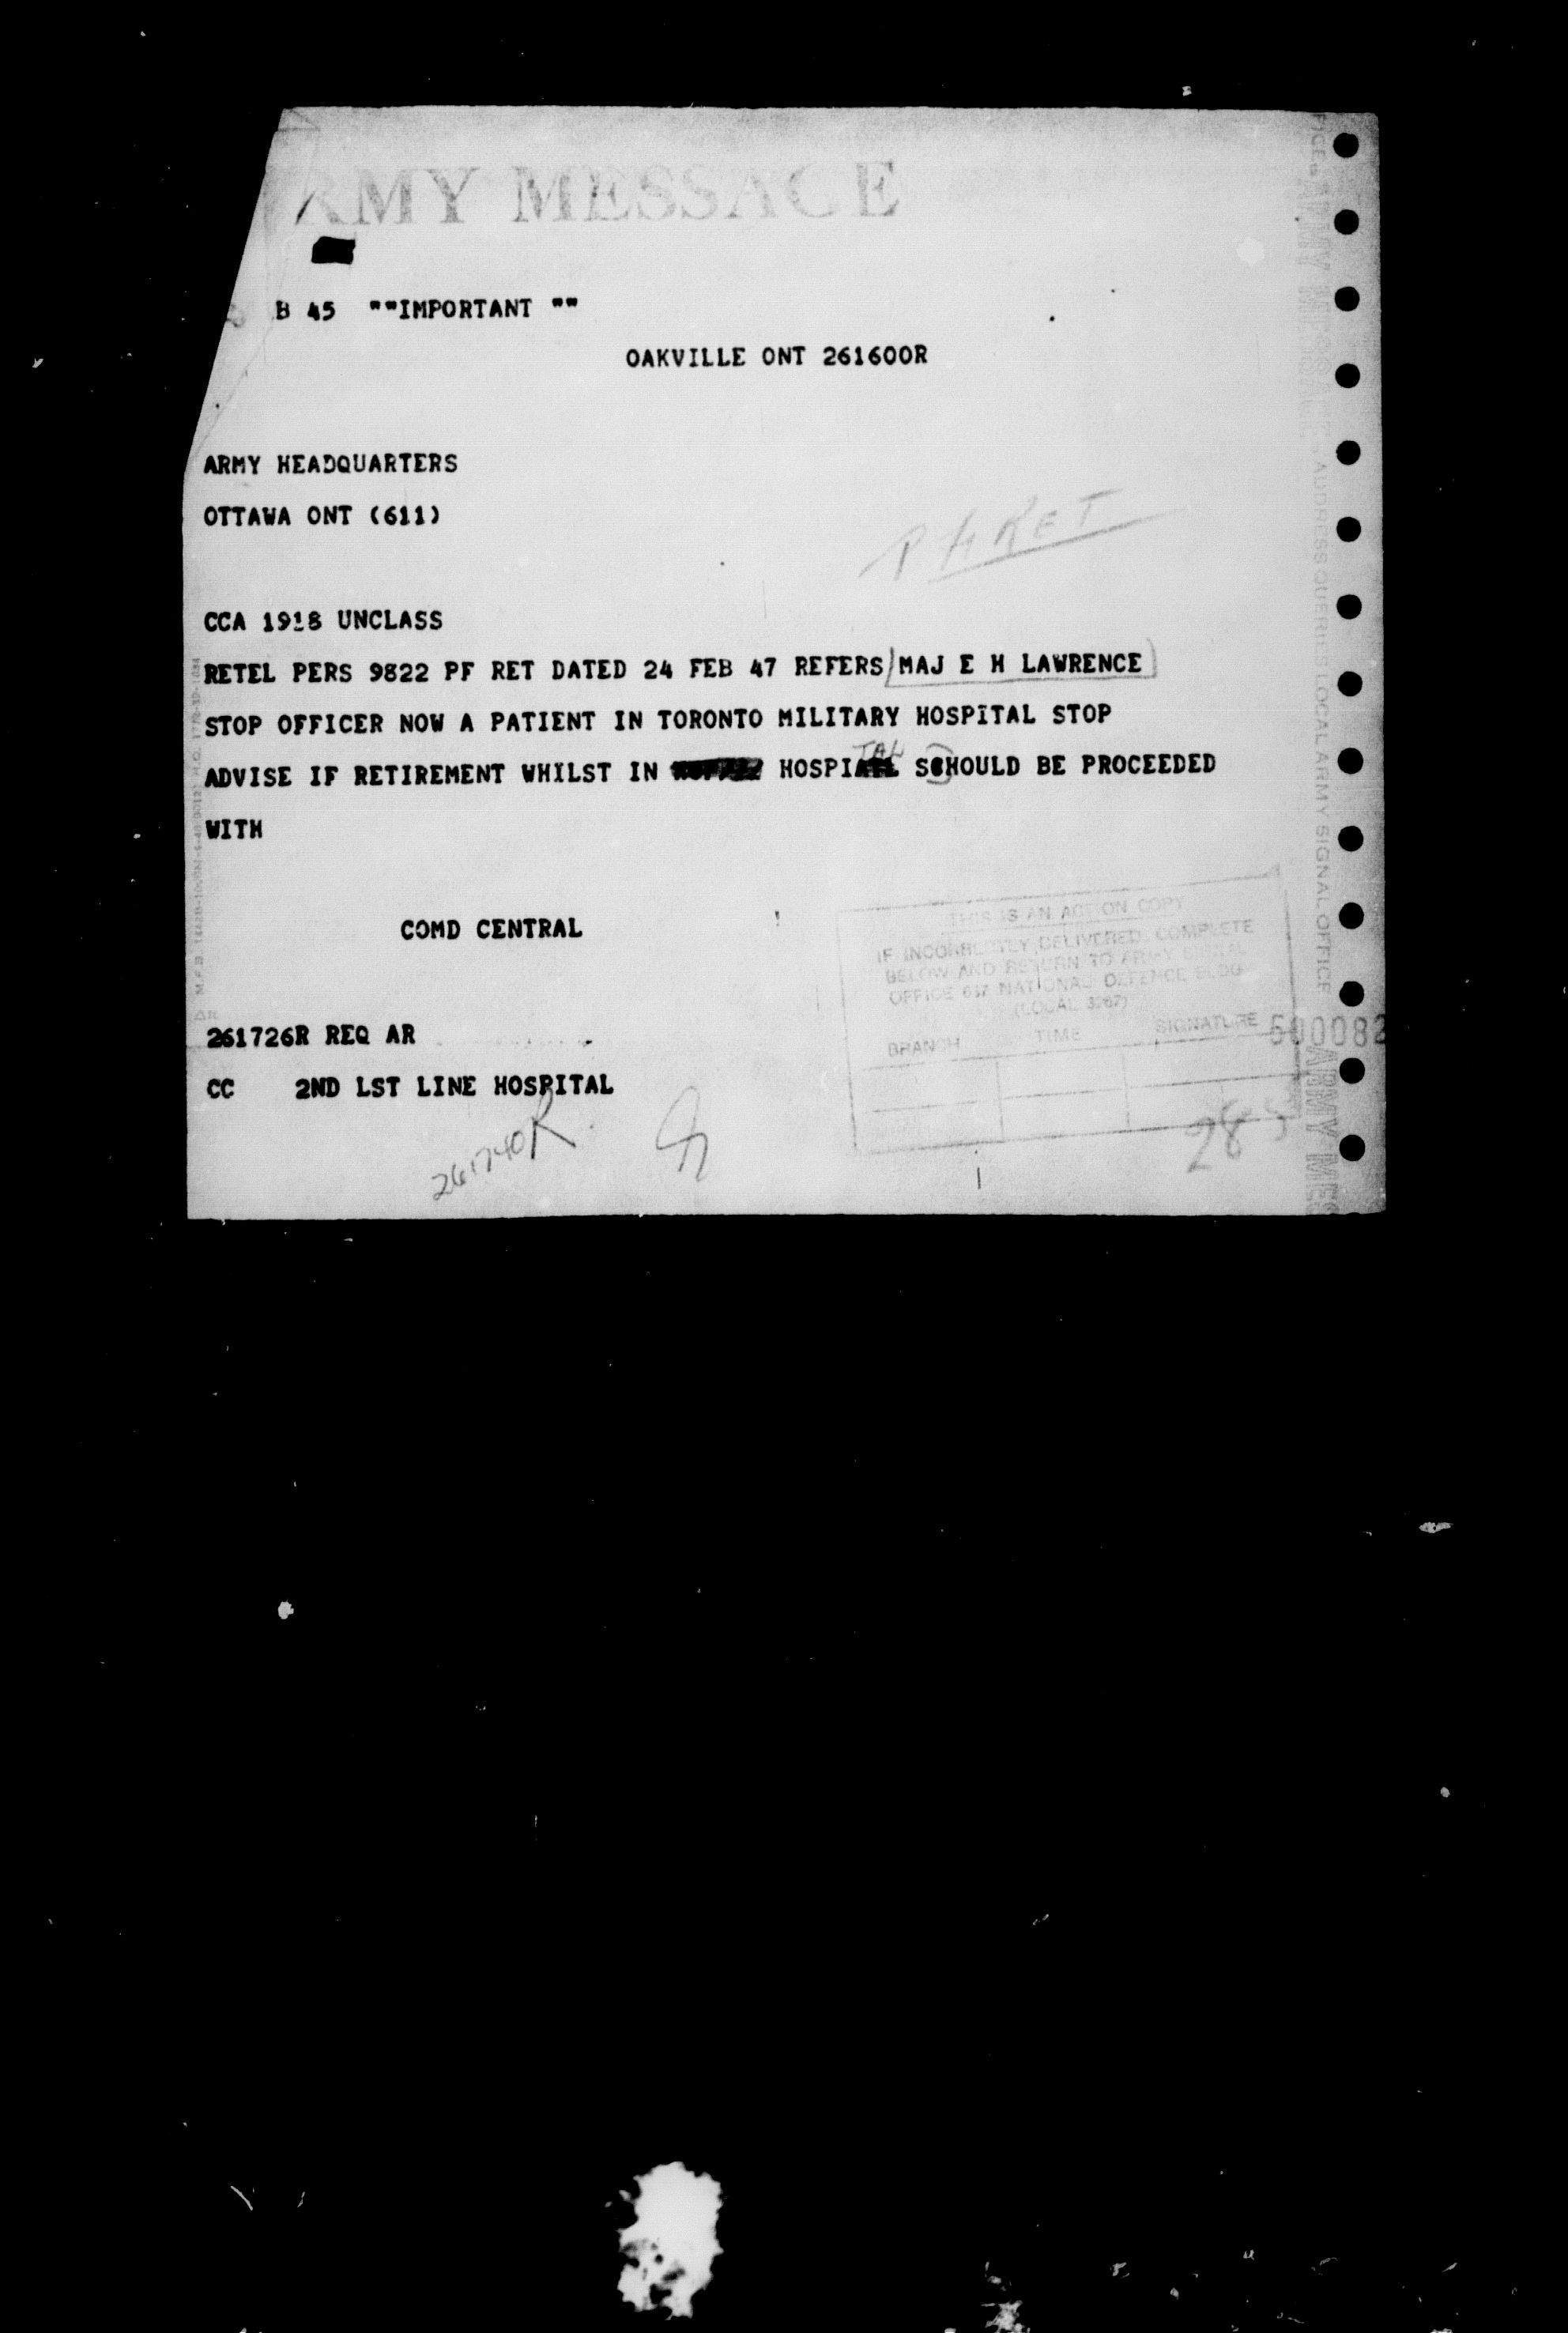 ARMY MESSAGE
B 45 ""IMPORTANT ""
OAKVILLE ONT 261600R
ARMY HEADQUARTERS
OTTAWA ONT (611)
P4RET
CCA 1918 UNCLASS
RETEL PERS 9822 PF RET DATED 24 FEB 47 REFERS MAJ E H LAWRENCE
STOP OFFICER NOW A PATIENT IN TORONTO MILITARY HOSPITAL STOP
ADVISE IF RETIREMENT WHILST IN HOSPITAL SHOULD BE PROCEEDED
WITH
COMD CENTRAL
THIS IS AN ACTION COPY
IF INCORRECTLY DELIVERED COMPLETE
BELOW AND RETURN TO ARMY SIGNAL
OFFICE 637 NATIONAL DEFENCE BLDG
BRANCH TIME SIGNATURE
261726R REQ AR
CC 2ND LST LINE HOSPITAL
261740R
ADDRESS QUERIES LOCAL ARMY SIGNAL OFFICE
ARMY MES